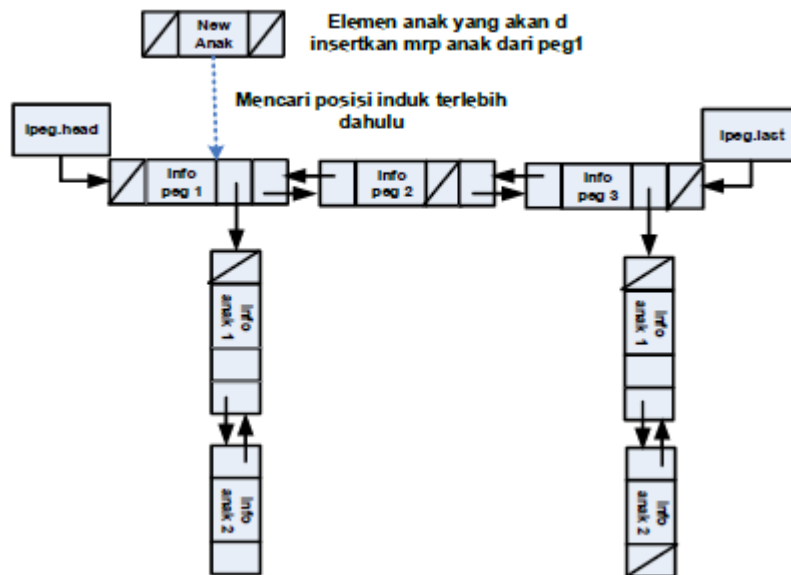 New
Anak
Elemen anak yang akan d
insertkan mrp anak dari peg1
Mencari posisi induk terlebih
dahulu
lpeg.head
lpeg.last
Info
peg 1
Info
peg 2
Info
peg 3
Info
anak 1
Info
anak 1
Info
anak 2
Info
anak 2